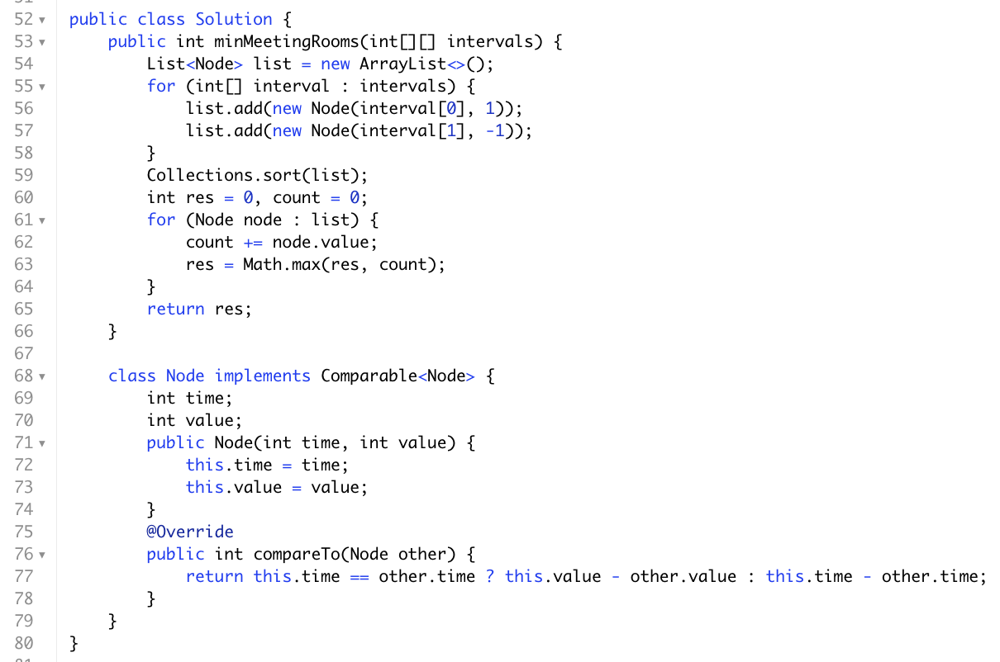 52 public class Solution {
53 public int minMeetingRooms(int[][] intervals) {
54 List<Node> list = new ArrayList<>();
55 for (int[] interval : intervals) {
56 list.add(new Node(interval[0], 1));
57 list.add(new Node(interval[1], -1));
58 }
59 Collections.sort(list);
60 int res = 0, count = 0;
61 for (Node node : list) {
62 count += node.value;
63 res = Math.max(res, count);
64 }
65 return res;
66 }
67
68 class Node implements Comparable<Node> {
69 int time;
70 int value;
71 public Node(int time, int value) {
72 this.time = time;
73 this.value = value;
74 }
75 @Override
76 public int compareTo(Node other) {
77 return this.time == other.time ? this.value - other.value : this.time - other.time;
78 }
79 }
80 }